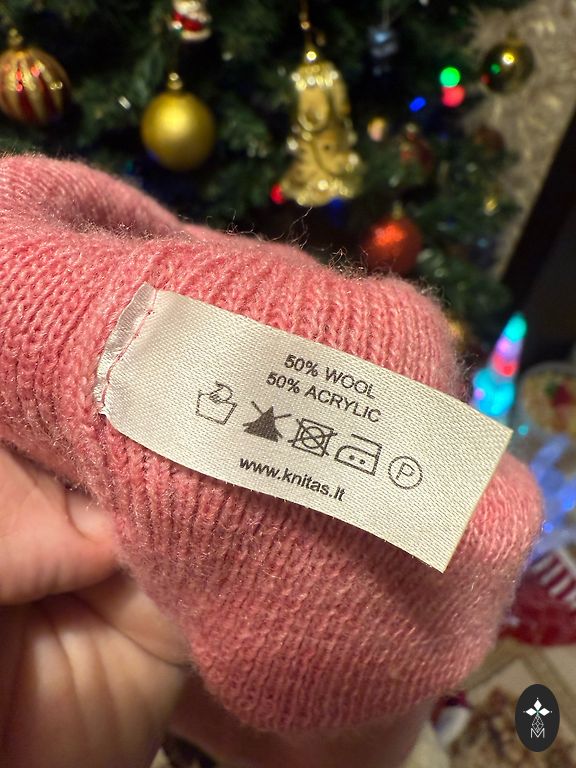 50% WOOL
50% ACRYLIC
P
www.knitas.lt
M